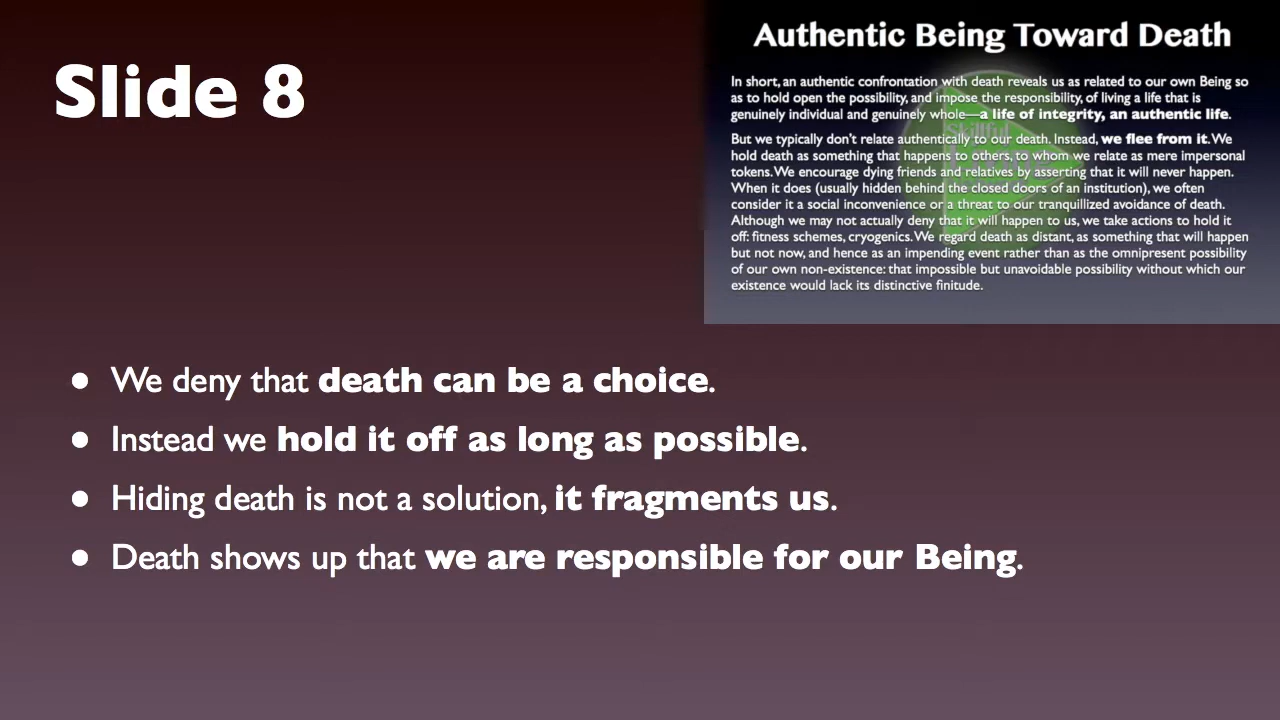 Slide 8
Authentic Being Toward Death
In short, an authentic confrontation with death reveals us as related to our own Being so
as to hold open the possibility, and impose the responsibility, of living a life that is
genuinely individual and genuinely whole—a life of integrity, an authentic life.
But we typically don't relate authentically to our death. Instead, we flee from it. We
hold death as something that happens to others, to whom we relate as mere impersonal
tokens. We encourage dying friends and relatives by asserting that it will never happen.
When it does (usually hidden behind the closed doors of an institution), we often
consider it a social inconvenience or a threat to our tranquillized avoidance of death.
Although we may not actually deny that it will happen to us, we take actions to hold it
off: fitness schemes, cryogenics. We regard death as distant, as something that will happen
but not now, and hence as an impending event rather than as the omnipresent possibility
of our own non-existence: that impossible but unavoidable possibility without which our
existence would lack its distinctive finitude.
Skillful
• We deny that death can be a choice.
• Instead we hold it off as long as possible.
• Hiding death is not a solution, it fragments us.
• Death shows up that we are responsible for our Being.